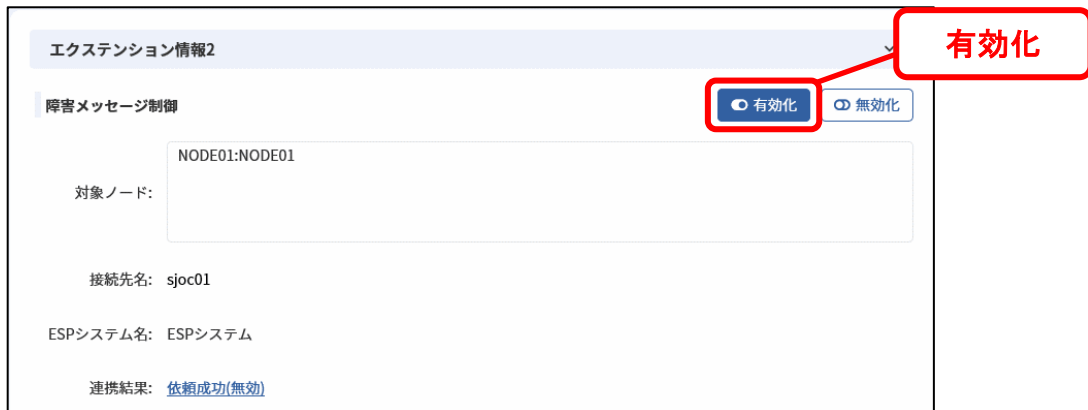 エクステンション情報2
有効化
障害メッセージ制御
有効化 無効化
対象ノード: NODE01:NODE01
接続先名: sjoc01
ESPシステム名: ESPシステム
連携結果: 依頼成功(無効)